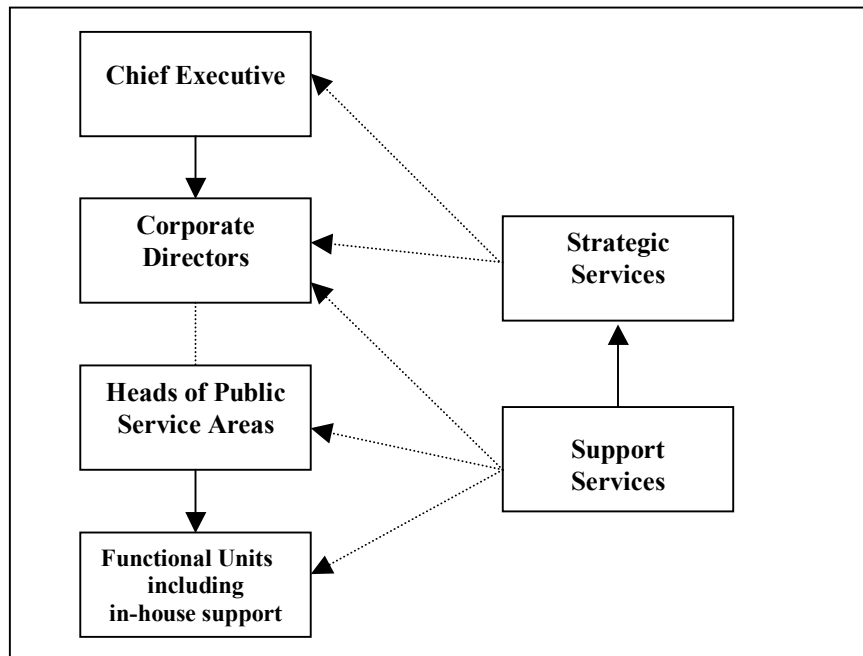 Chief Executive
Corporate
Directors
Strategic
Services
Heads of Public
Service Areas
Support
Services
Functional Units
including
in-house support